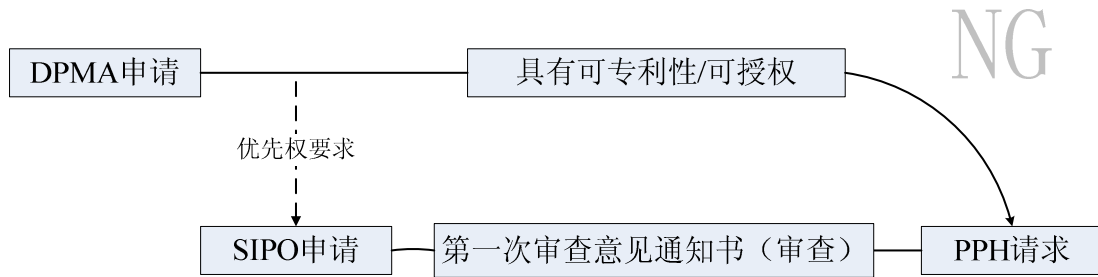 NG
DPMA申请
具有可专利性/可授权
优先权要求
SIPO申请
第一次审查意见通知书（审查）
PPH请求